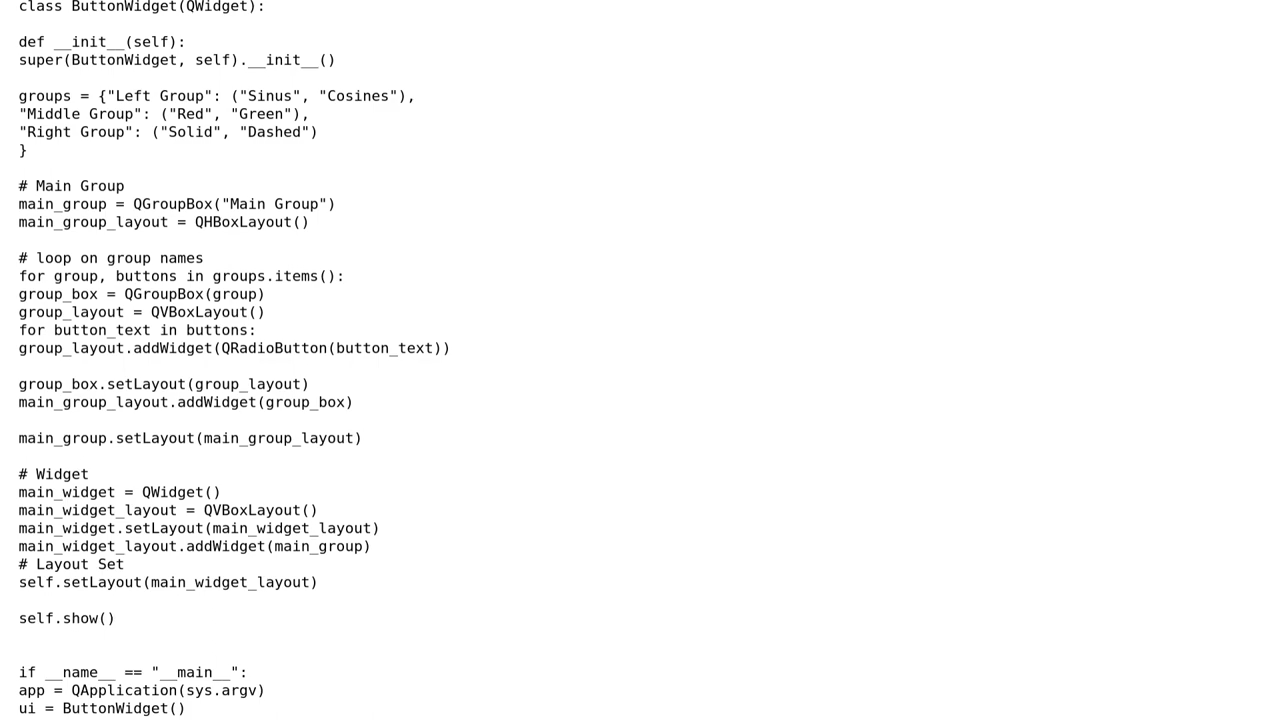 class ButtonWidget(QWidget):
def __init__(self):
super(ButtonWidget, self).__init__()
groups = {"Left Group": ("Sinus", "Cosines"),
"Middle Group": ("Red", "Green"),
"Right Group": ("Solid", "Dashed")
}
# Main Group
main_group = QGroupBox("Main Group")
main_group_layout = QHBoxLayout()
# loop on group names
for group, buttons in groups.items():
group_box = QGroupBox(group)
group_layout = QVBoxLayout()
for button_text in buttons:
group_layout.addWidget(QRadioButton(button_text))
group_box.setLayout(group_layout)
main_group_layout.addWidget(group_box)
main_group.setLayout(main_group_layout)
# Widget
main_widget = QWidget()
main_widget_layout = QVBoxLayout()
main_widget.setLayout(main_widget_layout)
main_widget_layout.addWidget(main_group)
# Layout Set
self.setLayout(main_widget_layout)
self.show()
if __name__ == "__main__":
app = QApplication(sys.argv)
ui = ButtonWidget()